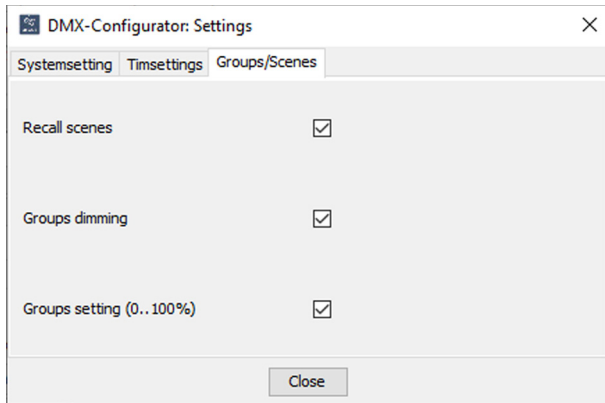 DMX-Configurator: Settings
Systemsetting Timsettings Groups/Scenes
Recall scenes
Groups dimming
Groups setting (0..100%)
Close